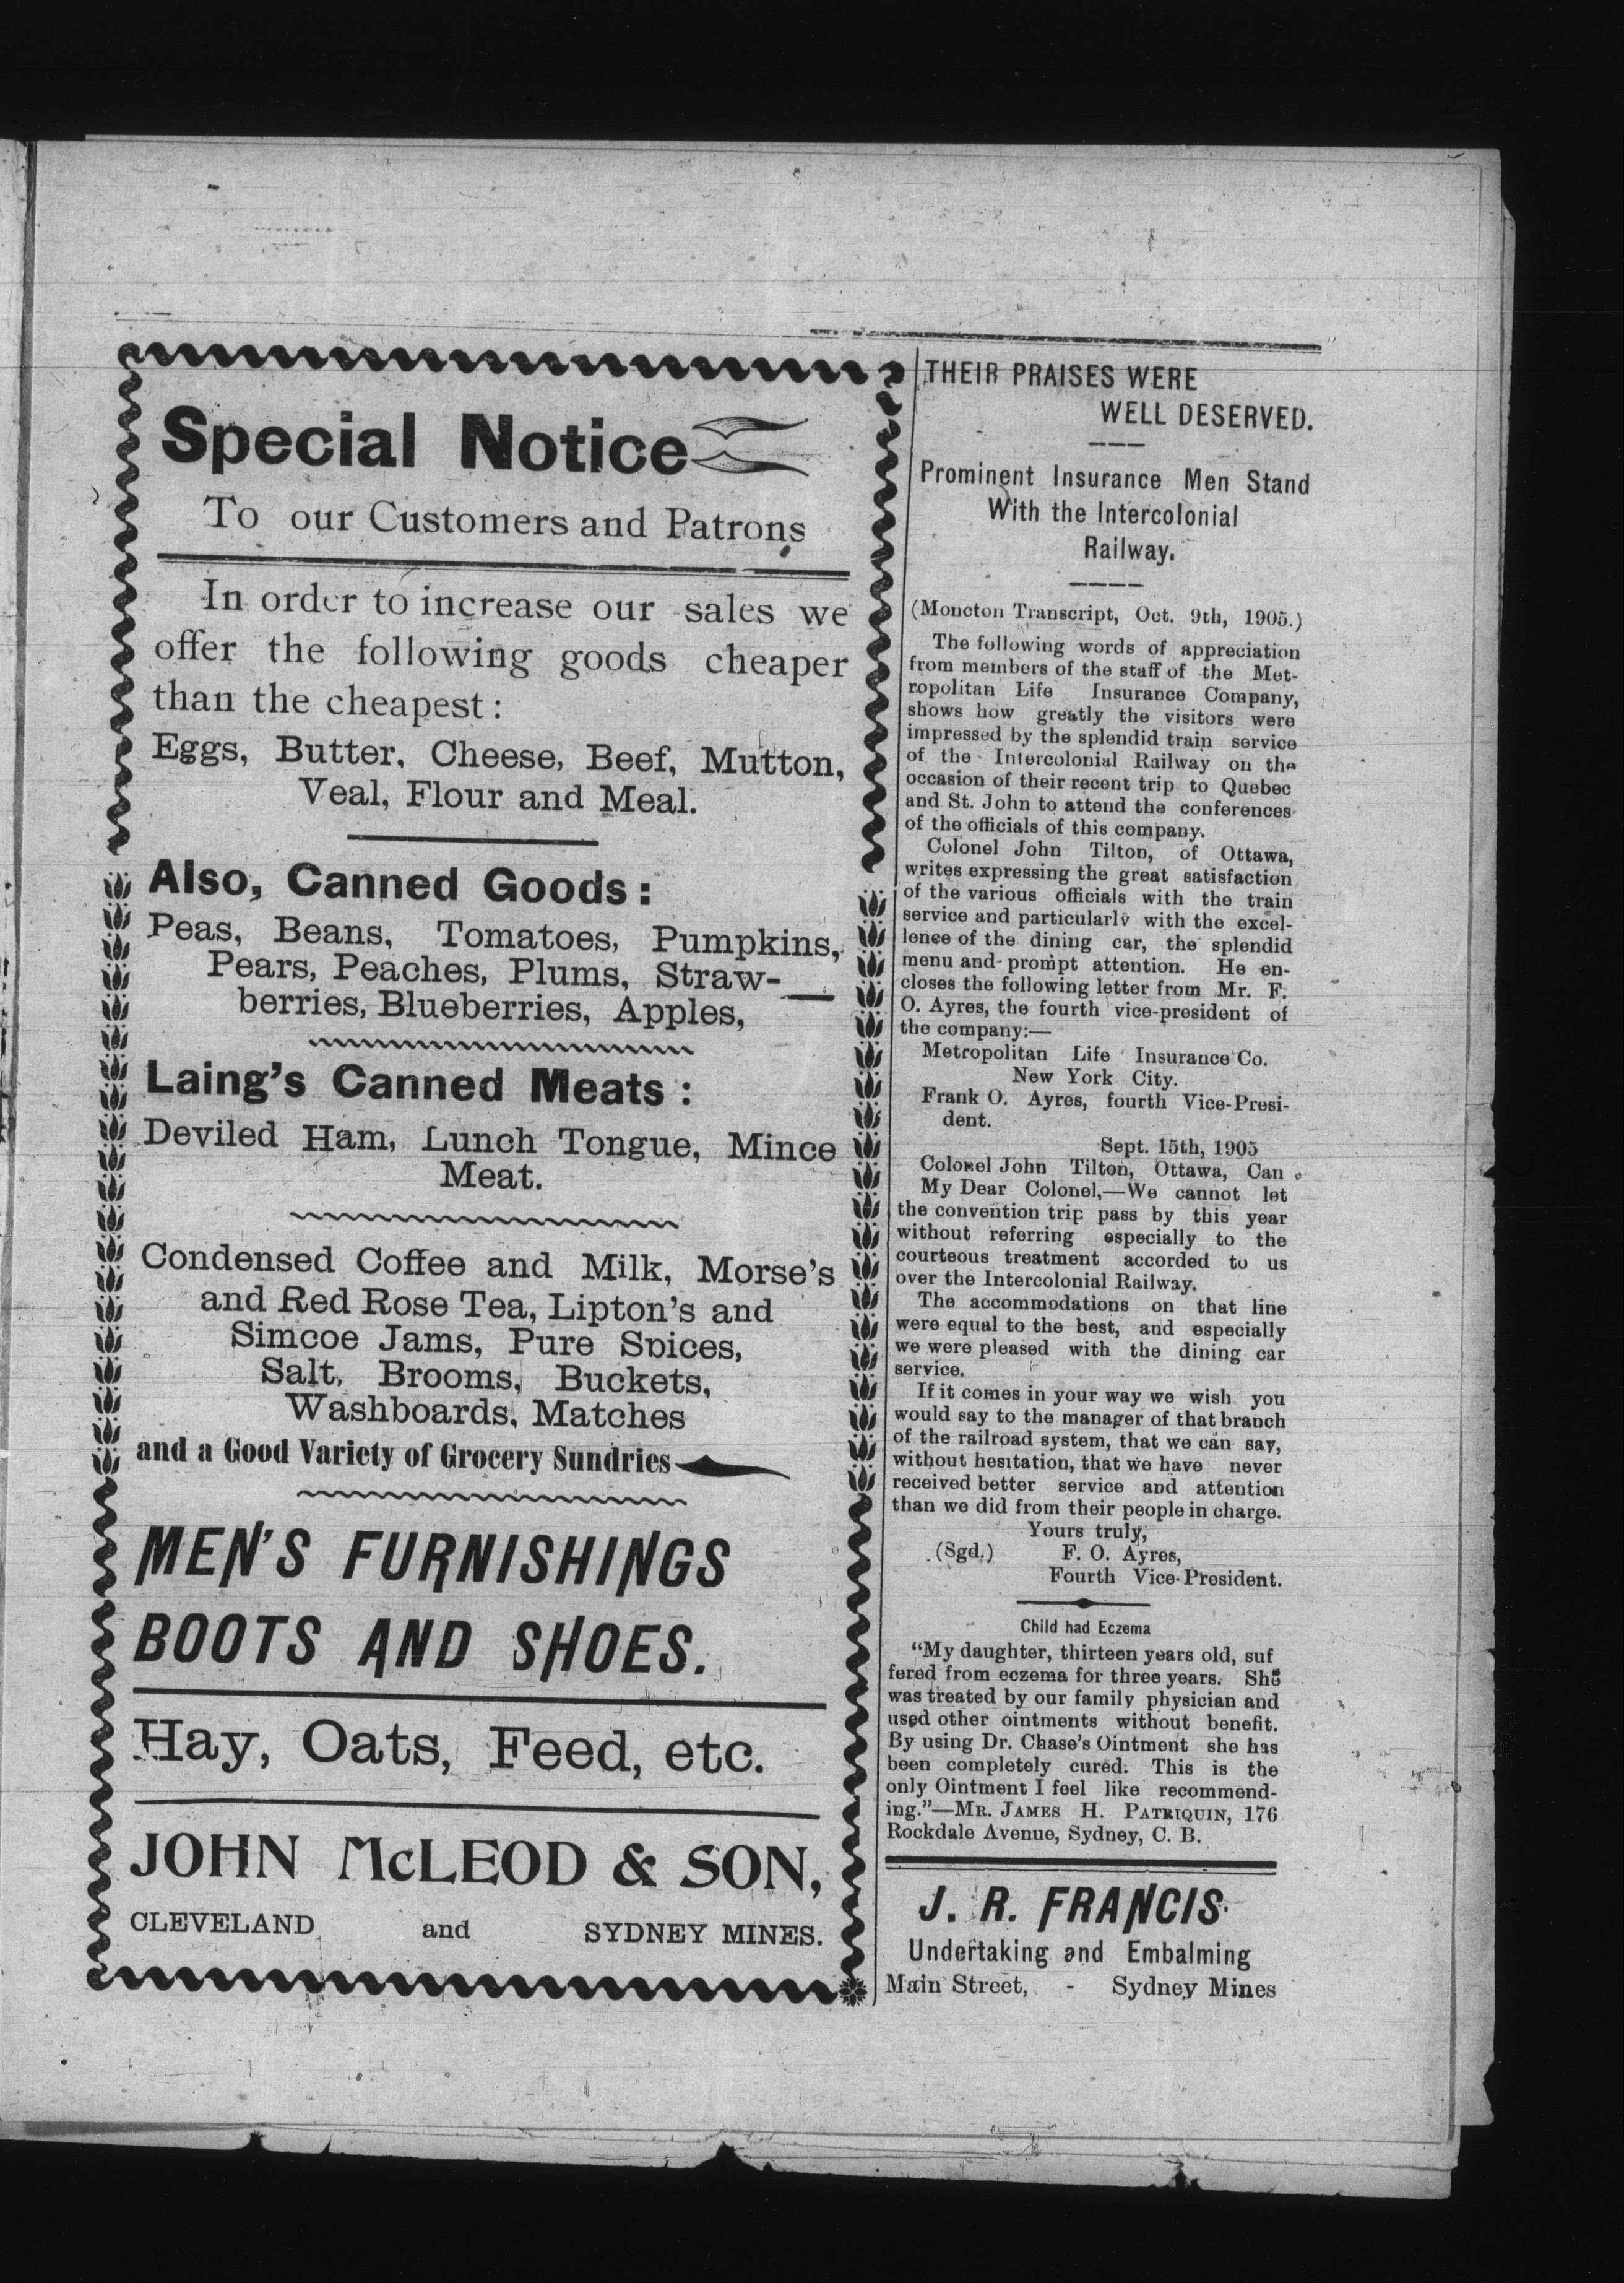 Special Notice
To our Customers and Patrons
In order to increase our sales we
offer the following goods cheaper
than the cheapest:
Eggs, Butter, Cheese, Beef, Mutton,
Veal, Flour and Meal.
Also, Canned Goods:
Peas, Beans, Tomatoes, Pumpkins,
Pears, Peaches, Plums, Straw-
berries, Blueberries, Apples,
Laing's Canned Meats:
Deviled Ham, Lunch Tongue, Mince
Meat.
Condensed Coffee and Milk, Morse's
and Red Rose Tea, Lipton's and
Simcoe Jams, Pure Spices,
Salt, Brooms, Buckets,
Washboards, Matches
and a Good Variety of Grocery Sundries
MEN'S FURNISHINGS
BOOTS AND SHOES.
Hay, Oats, Feed, etc.
JOHN McLEOD & SON,
CLEVELAND and SYDNEY MINES.
THEIR PRAISES WERE
WELL DESERVED.
Prominent Insurance Men Stand
With the Intercolonial
Railway.
(Moncton Transcript, Oct. 9th, 1905.)
The following words of appreciation
from members of the staff of the Met-
ropolitan Life Insurance Company,
shows how greatly the visitors were
impressed by the splendid train service
of the Intercolonial Railway on the
occasion of their recent trip to Quebec
and St. John to attend the conferences
of the officials of this company.
Colonel John Tilton, of Ottawa,
writes expressing the great satisfaction
of the various officials with the train
service and particularly with the excel-
lence of the dining car, the splendid
menu and prompt attention. He en-
closes the following letter from Mr. F.
O. Ayres, the fourth vice-president of
the company:—
Metropolitan Life Insurance Co.
New York City.
Frank O. Ayres, fourth Vice-Presi-
dent.
Sept. 15th, 1905
Colonel John Tilton, Ottawa, Can.
My Dear Colonel,—We cannot let
the convention trip pass by this year
without referring especially to the
courteous treatment accorded to us
over the Intercolonial Railway.
The accommodations on that line
were equal to the best, and especially
we were pleased with the dining car
service.
If it comes in your way we wish you
would say to the manager of that branch
of the railroad system, that we can say,
without hesitation, that we have never
received better service and attention
than we did from their people in charge.
Yours truly,
(Sgd.) F. O. Ayres,
Fourth Vice-President.
Child had Eczema
"My daughter, thirteen years old, suf
fered from eczema for three years. She
was treated by our family physician and
used other ointments without benefit.
By using Dr. Chase's Ointment she has
been completely cured. This is the
only Ointment I feel like recommend-
ing."—MR. JAMES H. PATRIQUIN, 176
Rockdale Avenue, Sydney, C. B.
J. R. FRANCIS
Undertaking and Embalming
Main Street, - Sydney Mines